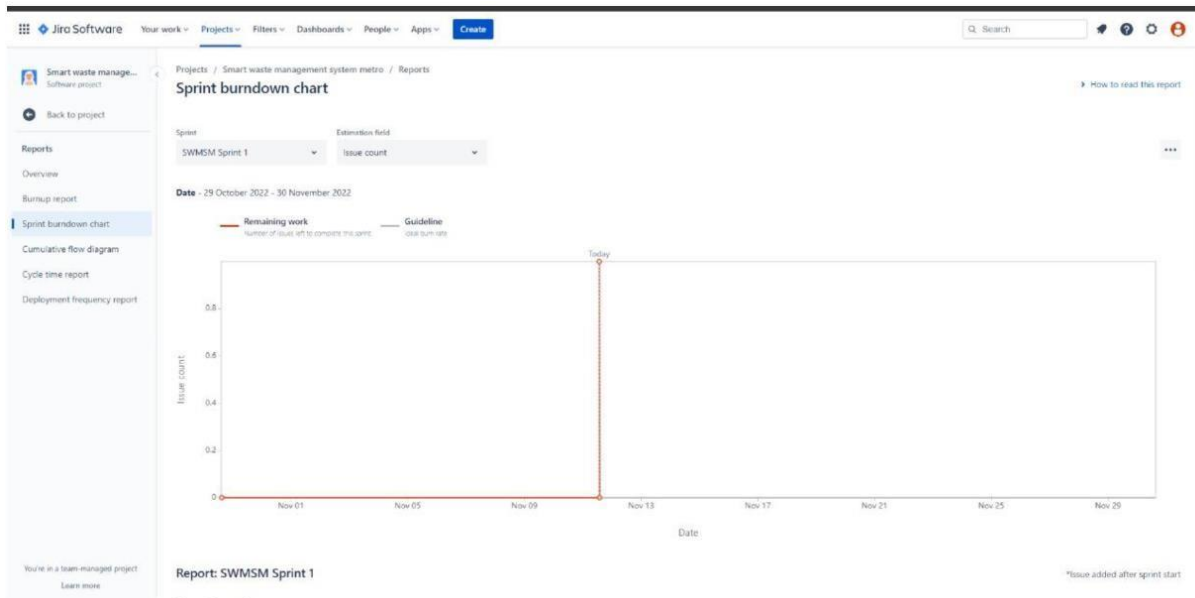 Jira Software Your work Projects Filters Dashboards People Apps Create Search
Smart waste manage...
Software project
Back to project
Reports
Overview
Burnup report
Sprint burndown chart
Cumulative flow diagram
Cycle time report
Deployment frequency report
You're in a team-managed project
Learn more
Projects / Smart waste management system metro / Reports
Sprint burndown chart
How to read this report
Sprint Estimation field
SWMSM Sprint 1 Issue count
Date - 29 October 2022 - 30 November 2022
Remaining work Guideline
Number of issues left to complete this sprint Ideal burn rate
Today
0.8
0.6
0.4
0.2
0
Issue count
Nov 01 Nov 05 Nov 09 Nov 13 Nov 17 Nov 21 Nov 25 Nov 29
Date
Report: SWMSM Sprint 1
*Issue added after sprint start